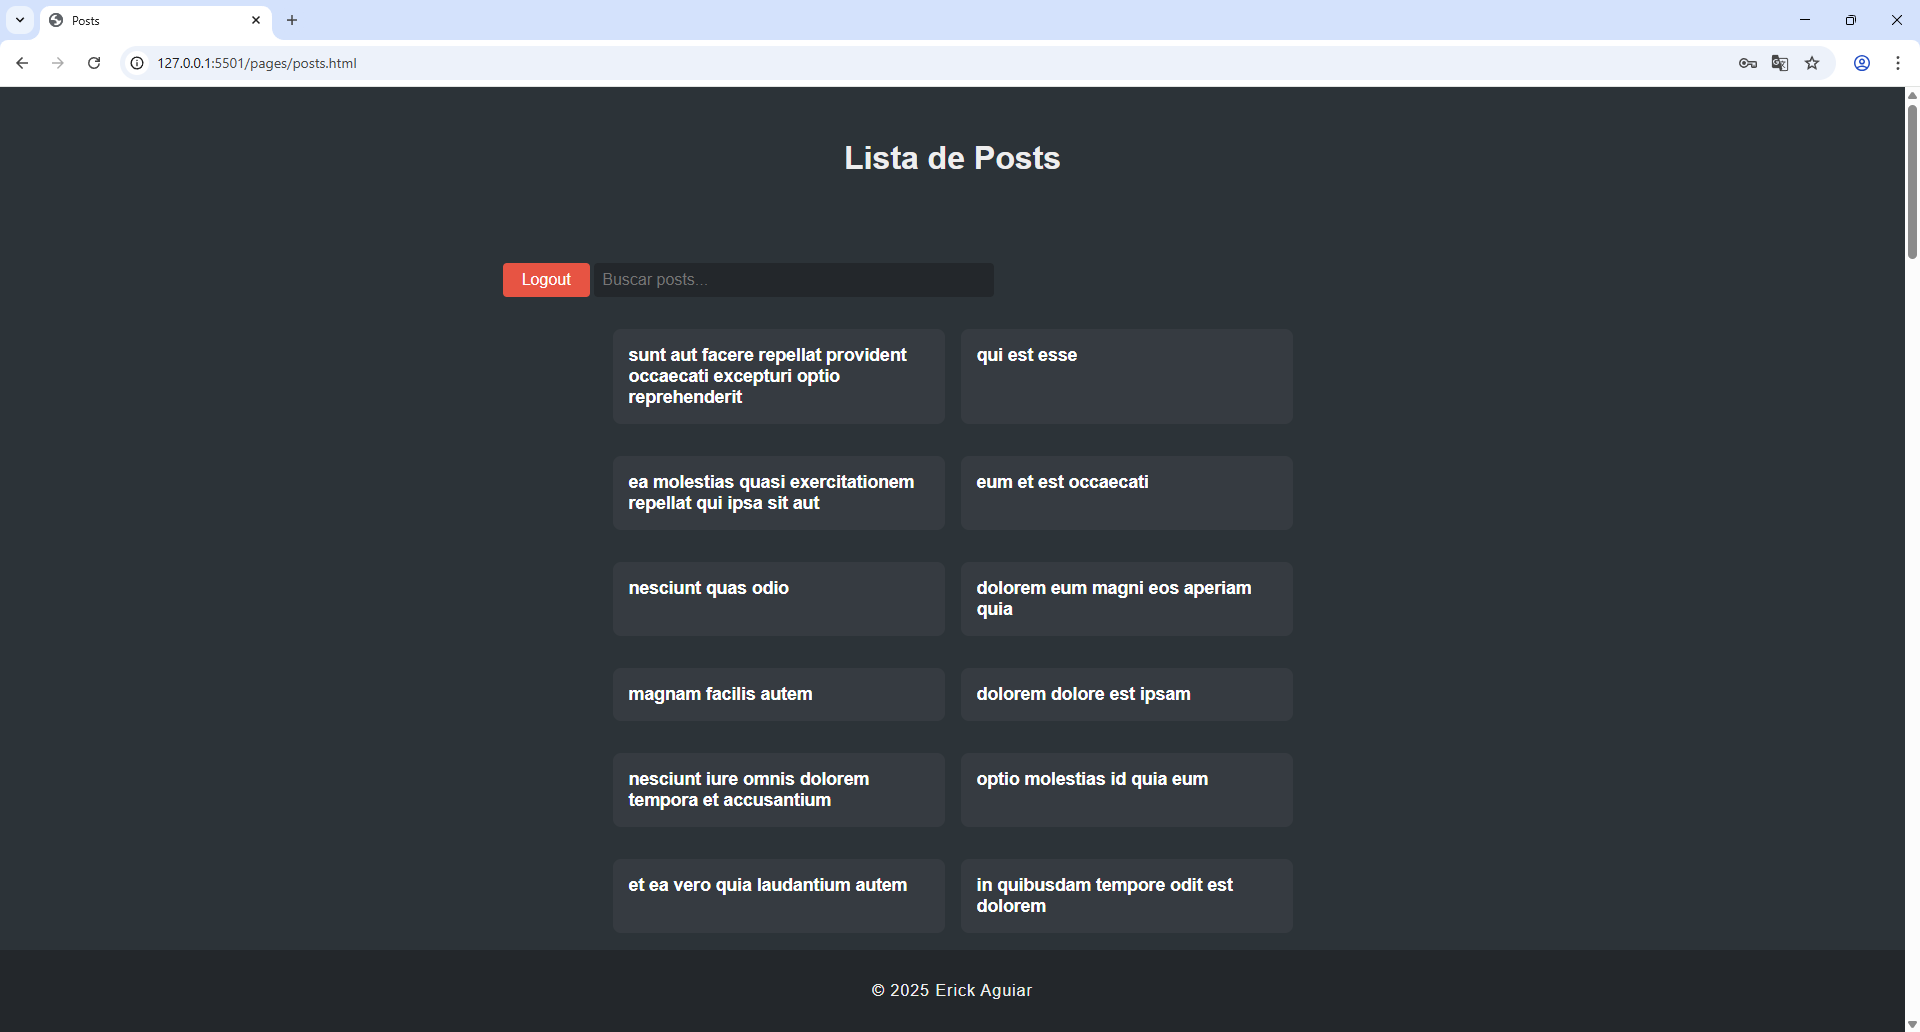 Posts
127.0.0.1:5501/pages/posts.html
Lista de Posts
Logout
Buscar posts...
sunt aut facere repellat provident
occaecati excepturi optio
reprehenderit
qui est esse
ea molestias quasi exercitationem
repellat qui ipsa sit aut
eum et est occaecati
nesciunt quas odio
dolorem eum magni eos aperiam
quia
magnam facilis autem
dolorem dolore est ipsam
nesciunt iure omnis dolorem
tempora et accusantium
optio molestias id quia eum
et ea vero quia laudantium autem
in quibusdam tempore odit est
dolorem
© 2025 Erick Aguiar